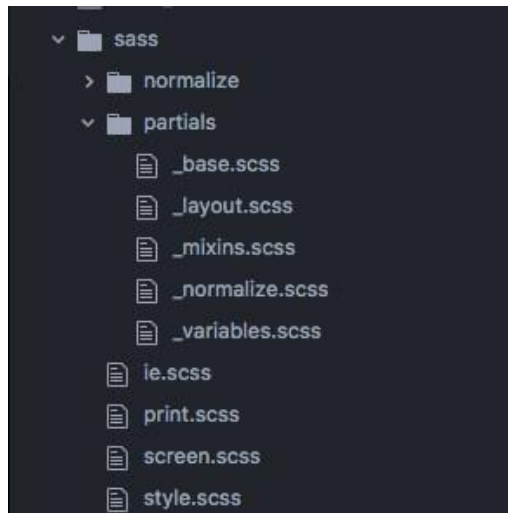 sass
normalize
partials
_base.scss
_layout.scss
_mixins.scss
_normalize.scss
_variables.scss
ie.scss
print.scss
screen.scss
style.scss